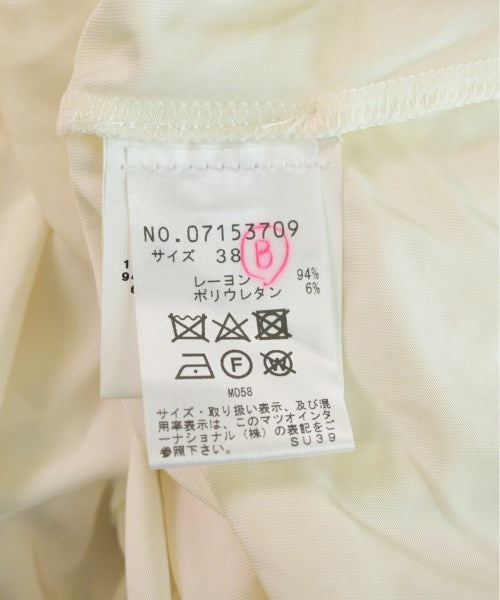 NO.07153709
サイズ 38
B
レーヨン 94%
ポリウレタン 6%
F
W
M058
サイズ・取り扱い表示、及び混
用率表示は、このマツオインタ
ーナショナル(株)の表記をご
参照下さい。 SU39